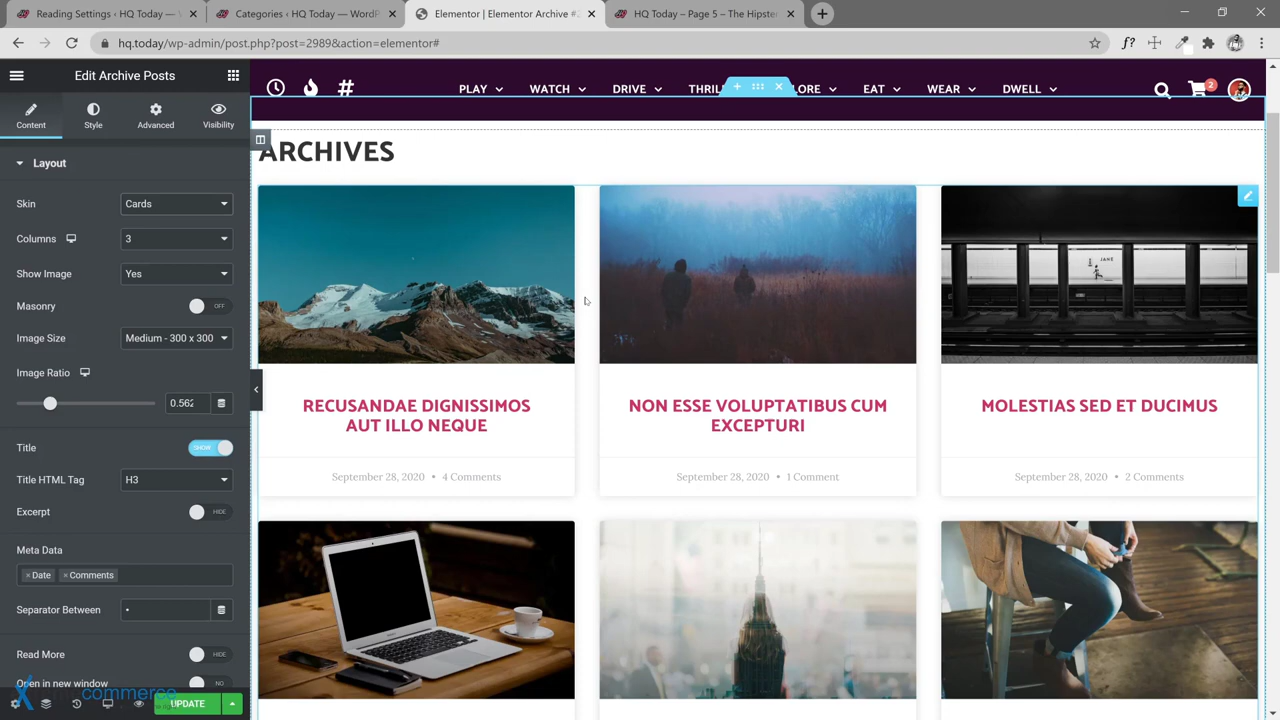 Reading Settings ‹ HQ Today — W
Categories ‹ HQ Today — WordP
Elementor | Elementor Archive #2
HQ Today – Page 5 – The Hipster
hq.today/wp-admin/post.php?post=2989&action=elementor#
Edit Archive Posts
PLAY WATCH DRIVE THRIL LORE EAT WEAR DWELL 2
Content Style Advanced Visibility
Layout
ARCHIVES
Skin Cards
Columns 3
Show Image Yes
Masonry OFF
Image Size Medium - 300 x 300
Image Ratio
0.562
JANE
RECUSANDAE DIGNISSIMOS
AUT ILLO NEQUE
NON ESSE VOLUPTATIBUS CUM
EXCEPTURI
MOLESTIAS SED ET DUCIMUS
Title SHOW
Title HTML Tag H3
September 28, 2020 • 4 Comments
September 28, 2020 • 1 Comment
September 28, 2020 • 2 Comments
Excerpt HIDE
Meta Data
× Date × Comments
Separator Between •
Read More HIDE
Open in new window NO
X commerce
UPDATE